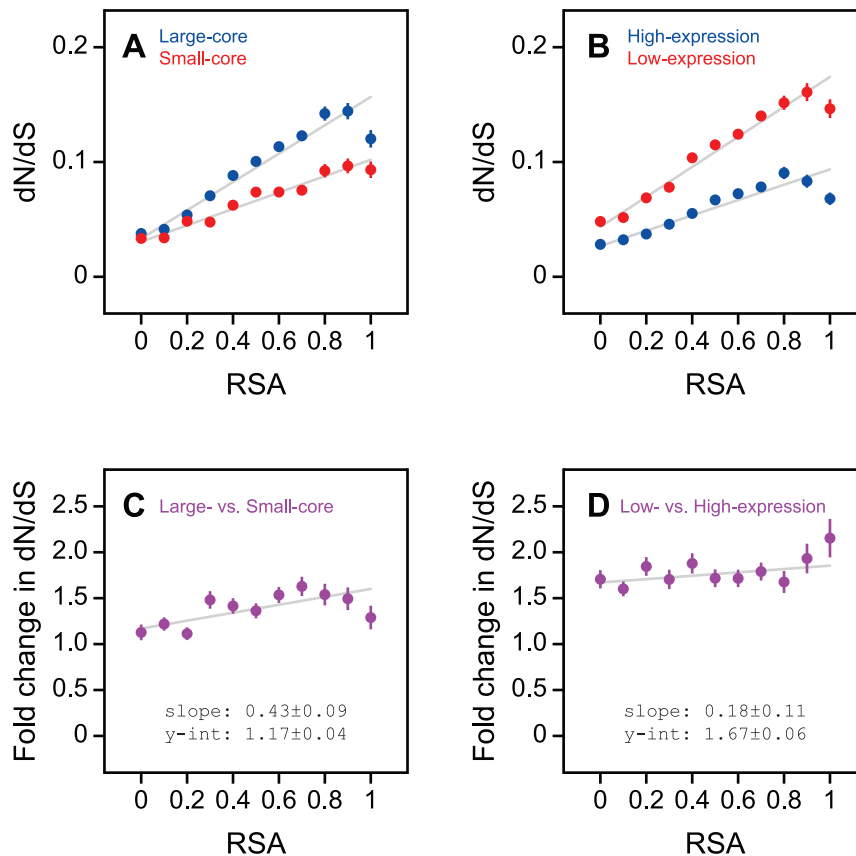 A
Large-core
Small-core
dN/dS
0.2
0.1
0
0 0.2 0.4 0.6 0.8 1
RSA
B
High-expression
Low-expression
dN/dS
0.2
0.1
0
0 0.2 0.4 0.6 0.8 1
RSA
C
Large- vs. Small-core
Fold change in dN/dS
2.5
2.0
1.5
1.0
0.5
0
slope: 0.43±0.09
y-int: 1.17±0.04
0 0.2 0.4 0.6 0.8 1
RSA
D
Low- vs. High-expression
Fold change in dN/dS
2.5
2.0
1.5
1.0
0.5
0
slope: 0.18±0.11
y-int: 1.67±0.06
0 0.2 0.4 0.6 0.8 1
RSA